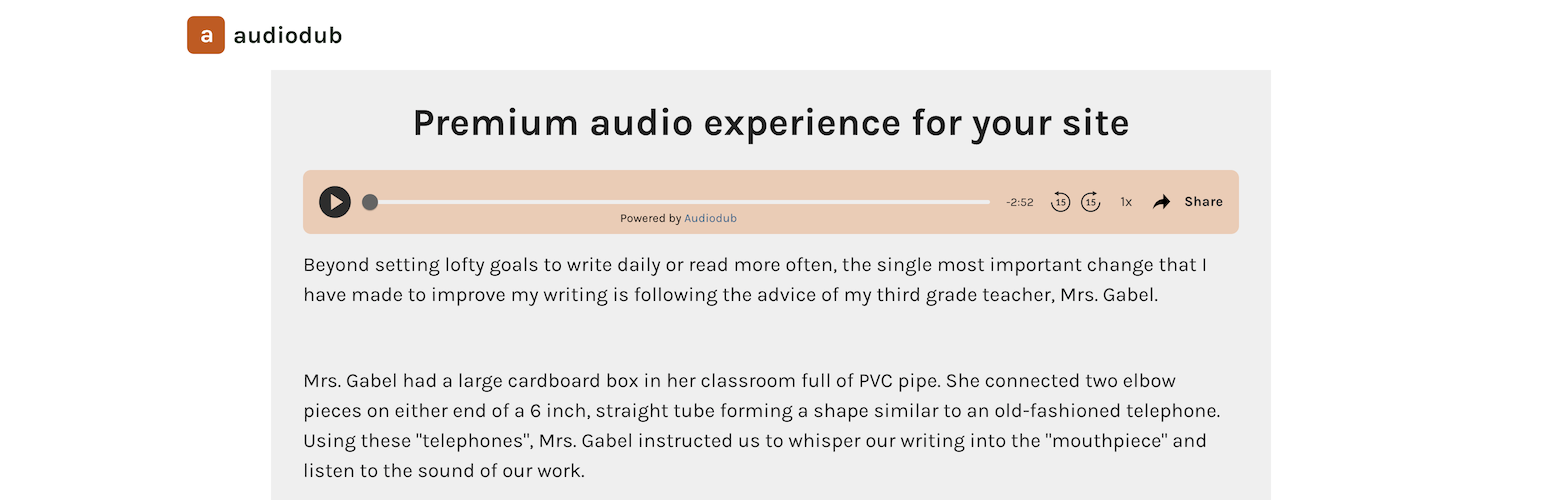 a audiodub
Premium audio experience for your site
-2:52 15 15 1x Share
Powered by Audiodub
Beyond setting lofty goals to write daily or read more often, the single most important change that I
have made to improve my writing is following the advice of my third grade teacher, Mrs. Gabel.
Mrs. Gabel had a large cardboard box in her classroom full of PVC pipe. She connected two elbow
pieces on either end of a 6 inch, straight tube forming a shape similar to an old-fashioned telephone.
Using these "telephones", Mrs. Gabel instructed us to whisper our writing into the "mouthpiece" and
listen to the sound of our work.